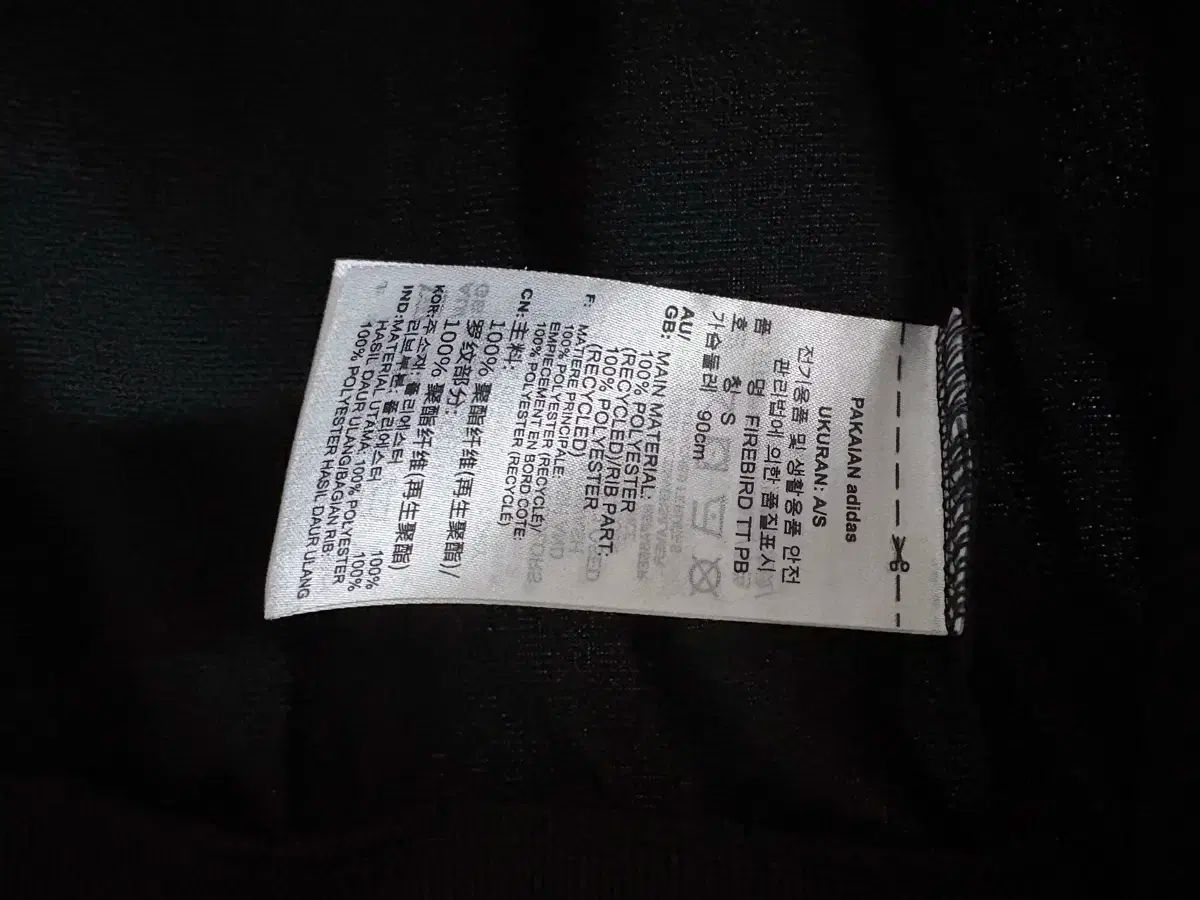 PAKAIAN adidas
UKURAN: A/S
전기용품 및 생활용품 안전
관리법에 의한 품질표시
품 명 FIREBIRD TT PB
호 칭 S
가슴둘레 90cm
AU/
GB: MAIN MATERIAL:
100% POLYESTER
(RECYCLED)/RIB PART:
100% POLYESTER
(RECYCLED)
F: MATIERE PRINCIPALE:
100% POLYESTER (RECYCLÉ)/
EMPIECEMENT EN BORD COTE:
100% POLYESTER (RECYCLÉ)
CN: 主料:
100% 聚酯纤维(再生聚酯)/
罗纹部分:
100% 聚酯纤维(再生聚酯)
KOR: 주소재: 폴리에스터 100%
리브부분: 폴리에스터 100%
IND: MATERIAL UTAMA: 100% POLYESTER
HASIL DAUR ULANG/BAGIAN RIB:
100% POLYESTER HASIL DAUR ULANG